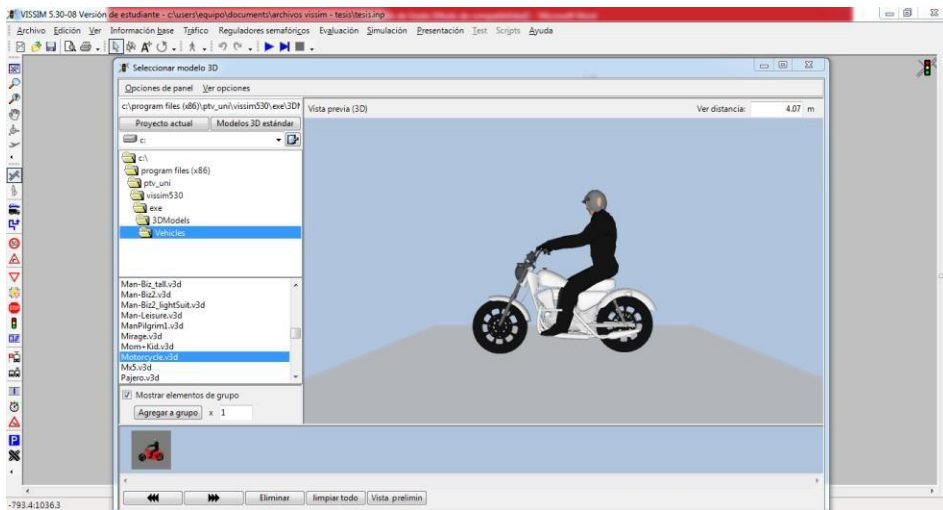 VISSIM 5.30-08 Versión de estudiante - c:\users\equipo\documents\archivos vissim - tesis\tesis.inp
Archivo Edición Ver Información base Tráfico Reguladores semafóricos Evaluación Simulación Presentación Test Scripts Ayuda
Seleccionar modelo 3D
Opciones de panel Ver opciones
c:\program files (x86)\ptv_uni\vissim530\exe\3DM
Vista previa (3D)
Ver distancia: 4.07 m
Proyecto actual Modelos 3D estándar
c:
c:\
program files (x86)
ptv_uni
vissim530
exe
3DModels
Vehicles
Man-Biz_tall.v3d
Man-Biz2.v3d
Man-Biz2_lightSuit.v3d
Man-Leisure.v3d
ManPilgrim1.v3d
Mirage.v3d
Mom+Kid.v3d
Motorcycle.v3d
Mx5.v3d
Pajero.v3d
Mostrar elementos de grupo
Agregar a grupo x 1
Eliminar limpiar todo Vista prelimin
-793.4:1036.3